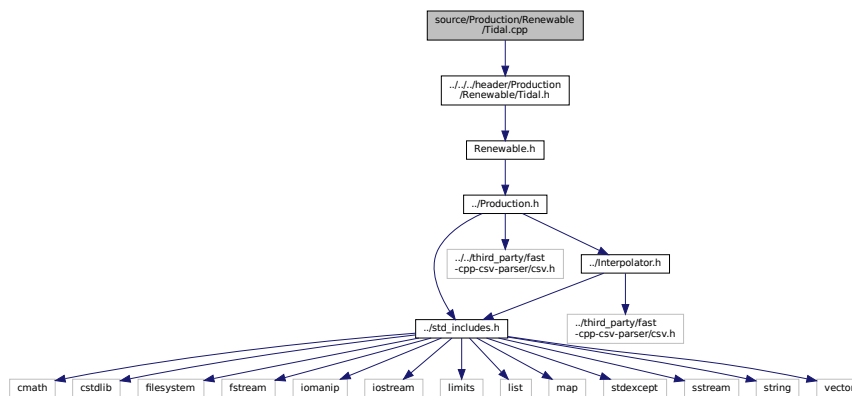 source/Production/Renewable
/Tidal.cpp
../../../header/Production
/Renewable/Tidal.h
Renewable.h
../Production.h
../../third_party/fast
-cpp-csv-parser/csv.h
../Interpolator.h
../std_includes.h
../third_party/fast
-cpp-csv-parser/csv.h
cmath
cstdlib
filesystem
fstream
iomanip
iostream
limits
list
map
stdexcept
sstream
string
vector